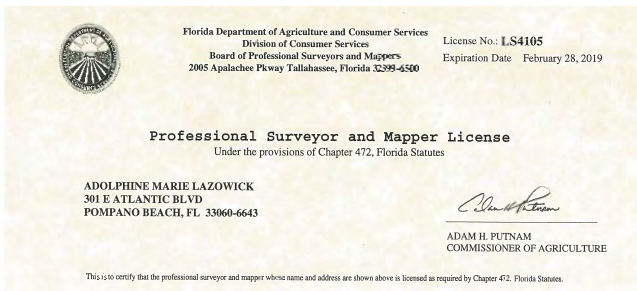 Florida Department of Agriculture and Consumer Services
Division of Consumer Services
Board of Professional Surveyors and Mappers
2005 Apalachee Pkway Tallahassee, Florida 32399-6500
License No.: LS4105
Expiration Date February 28, 2019
Professional Surveyor and Mapper License
Under the provisions of Chapter 472, Florida Statutes
ADOLPHINE MARIE LAZOWICK
301 E ATLANTIC BLVD
POMPANO BEACH, FL 33060-6643
Adam H. Putnam
ADAM H. PUTNAM
COMMISSIONER OF AGRICULTURE
This is to certify that the professional surveyor and mapper whose name and address are shown above is licensed as required by Chapter 472, Florida Statutes.